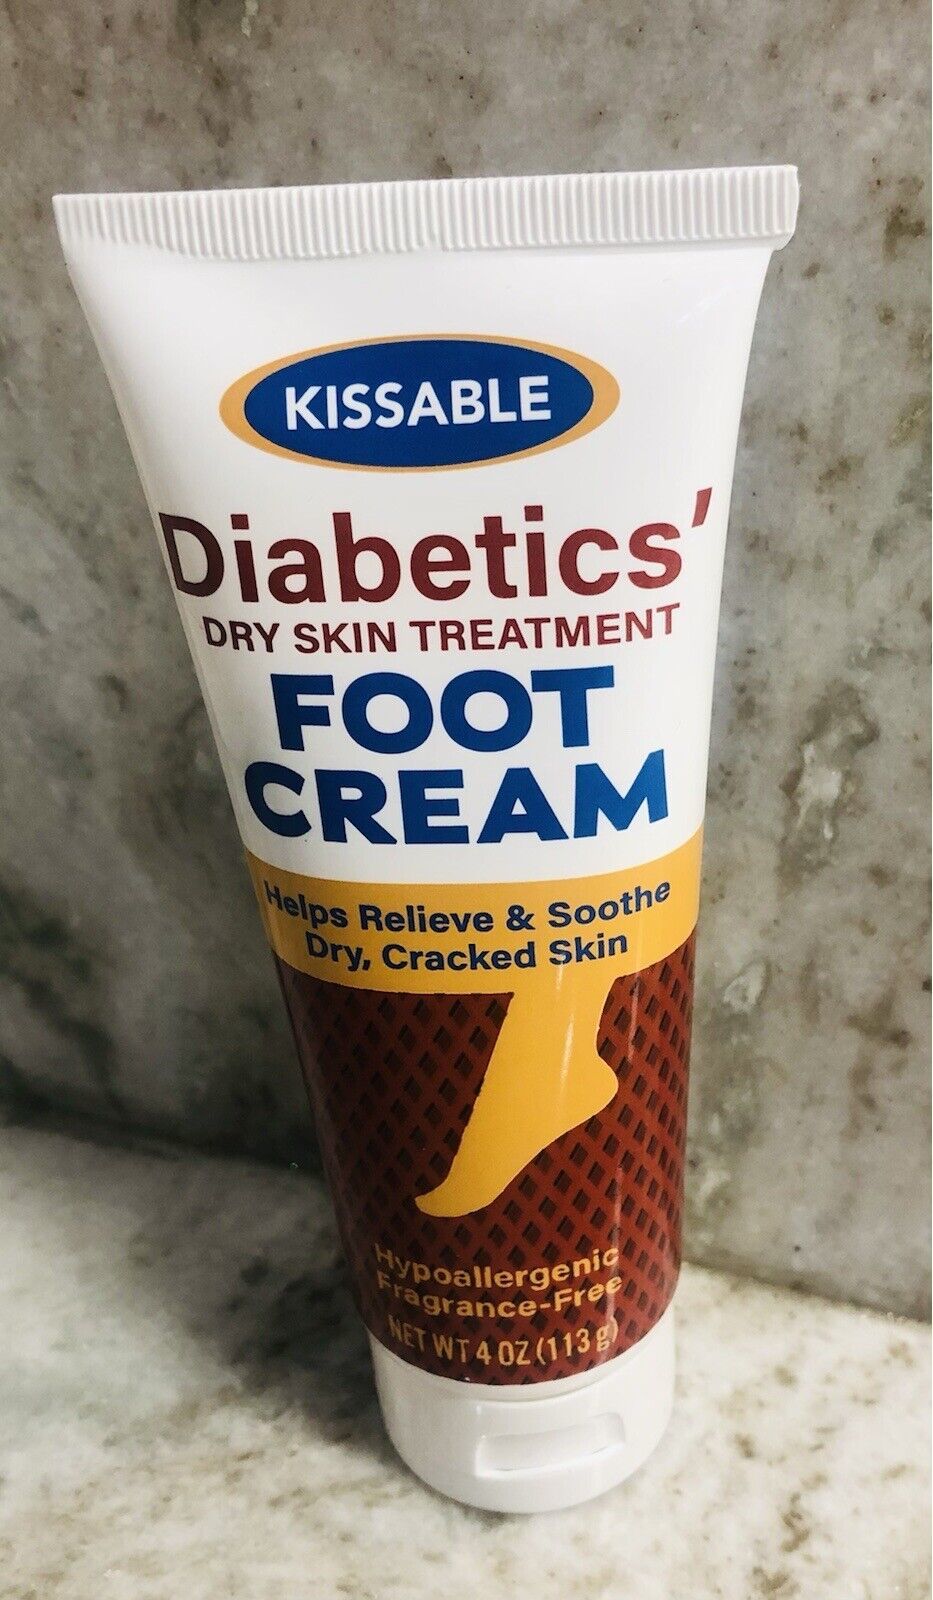 KISSABLE
Diabetics'
DRY SKIN TREATMENT
FOOT
CREAM
Helps Relieve & Soothe
Dry, Cracked Skin
Hypoallergenic
Fragrance-Free
NET WT 4 OZ (113 g)